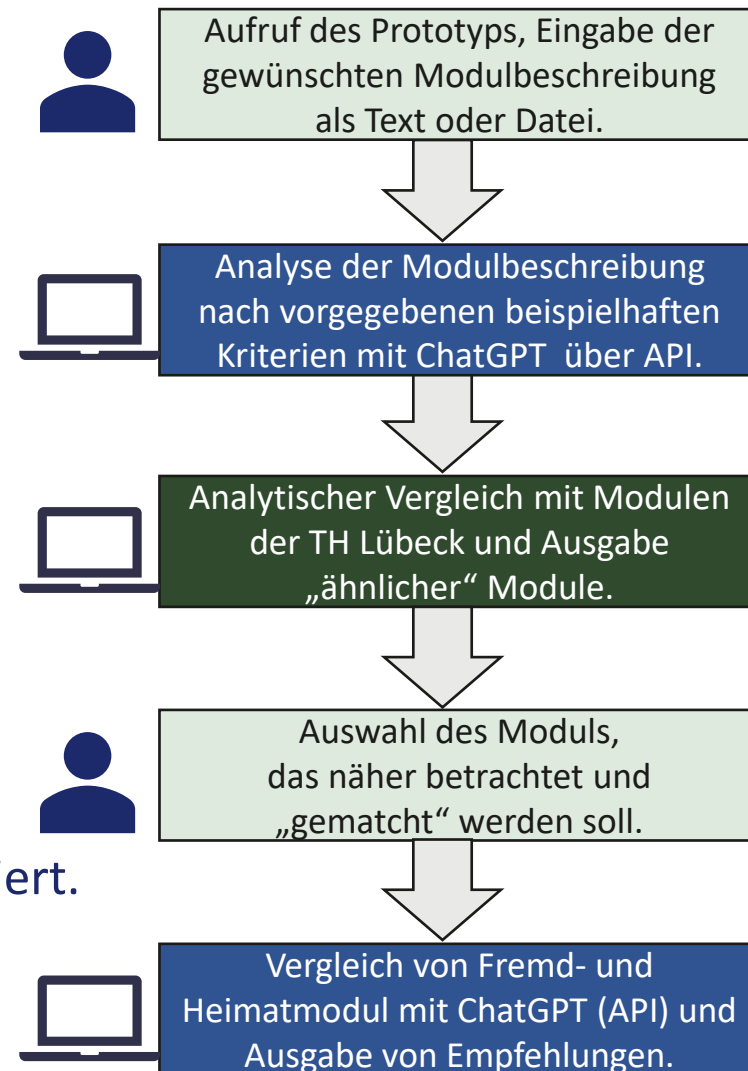 Aufruf des Prototyps, Eingabe der
gewünschten Modulbeschreibung
als Text oder Datei.
Analyse der Modulbeschreibung
nach vorgegebenen beispielhaften
Kriterien mit ChatGPT  über API.
Analytischer Vergleich mit Modulen
der TH Lübeck und Ausgabe
„ähnlicher“ Module.
Auswahl des Moduls,
das näher betrachtet und
„gematcht“ werden soll.
Vergleich von Fremd- und
Heimatmodul mit ChatGPT (API) und
Ausgabe von Empfehlungen.